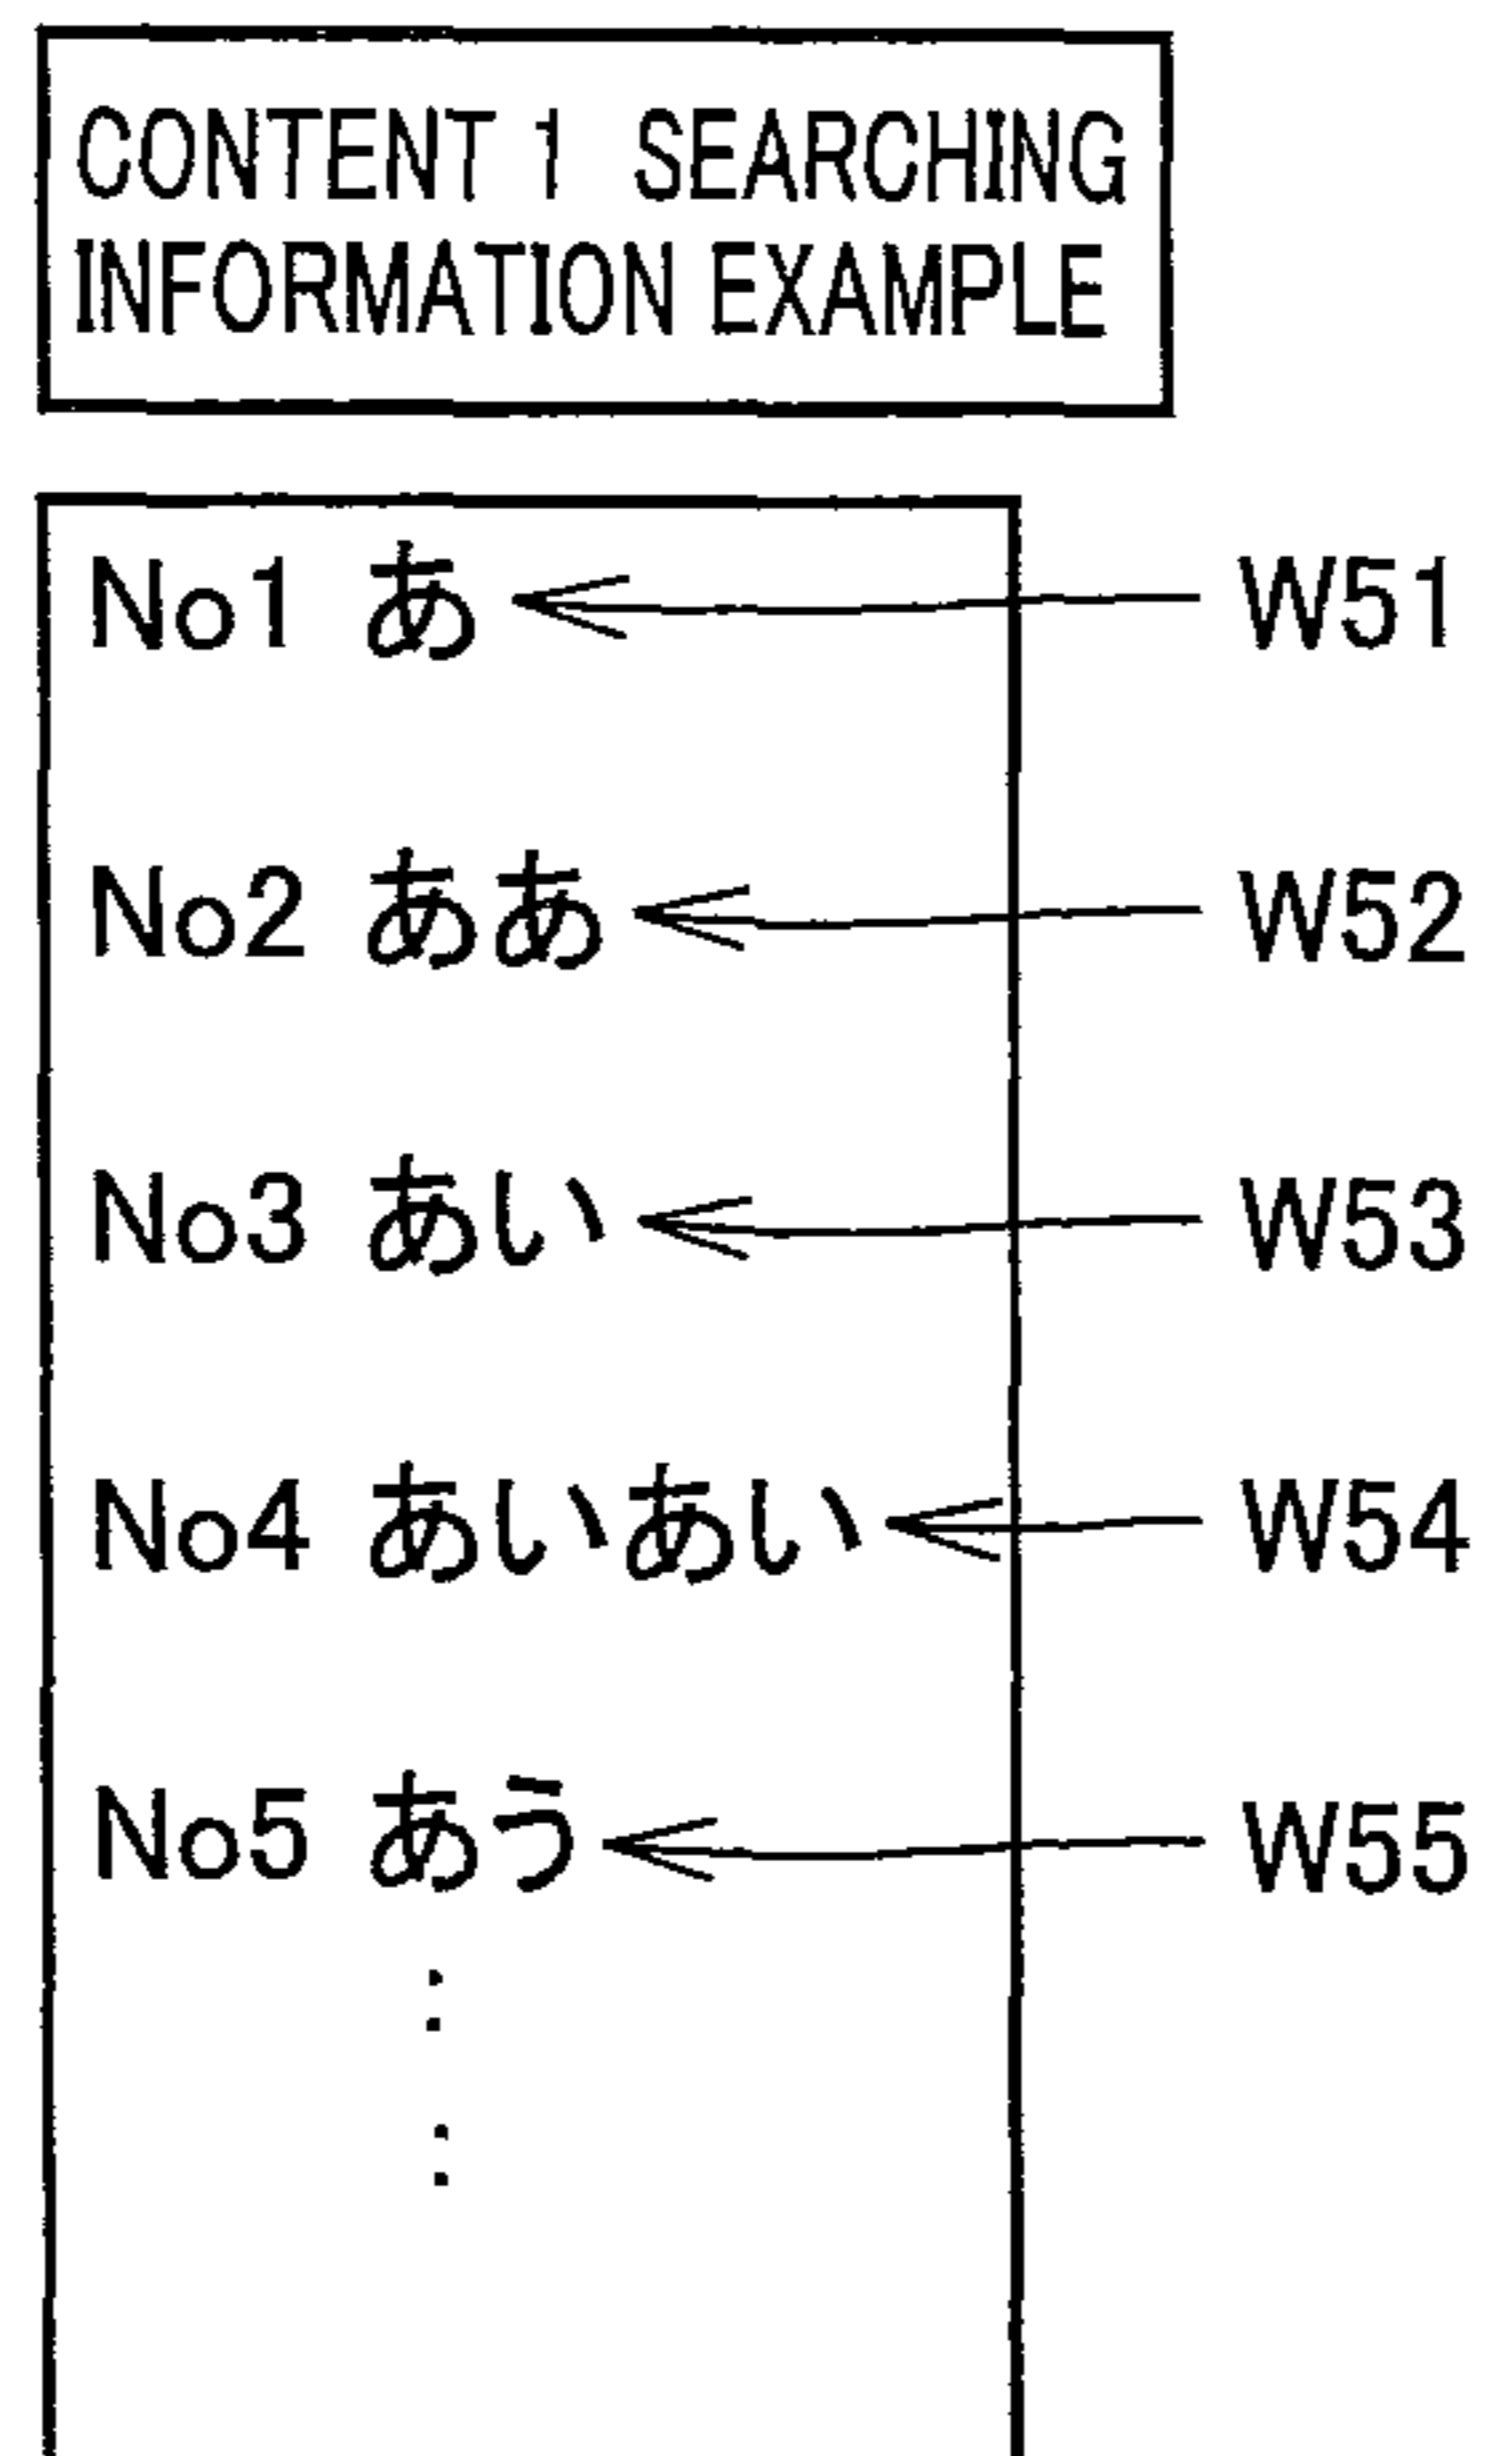 CONTENT 1 SEARCHING
INFORMATION EXAMPLE
No1 あ W51
No2 ああ W52
No3 あい W53
No4 あいあい W54
No5 あう W55
:
: